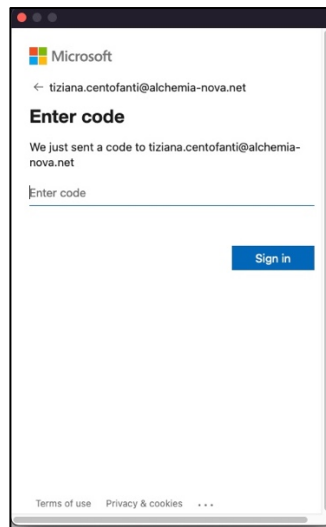 Microsoft
← tiziana.centofanti@alchemia-nova.net
Enter code
We just sent a code to tiziana.centofanti@alchemia-
nova.net
Enter code
Sign in
Terms of use Privacy & cookies ...